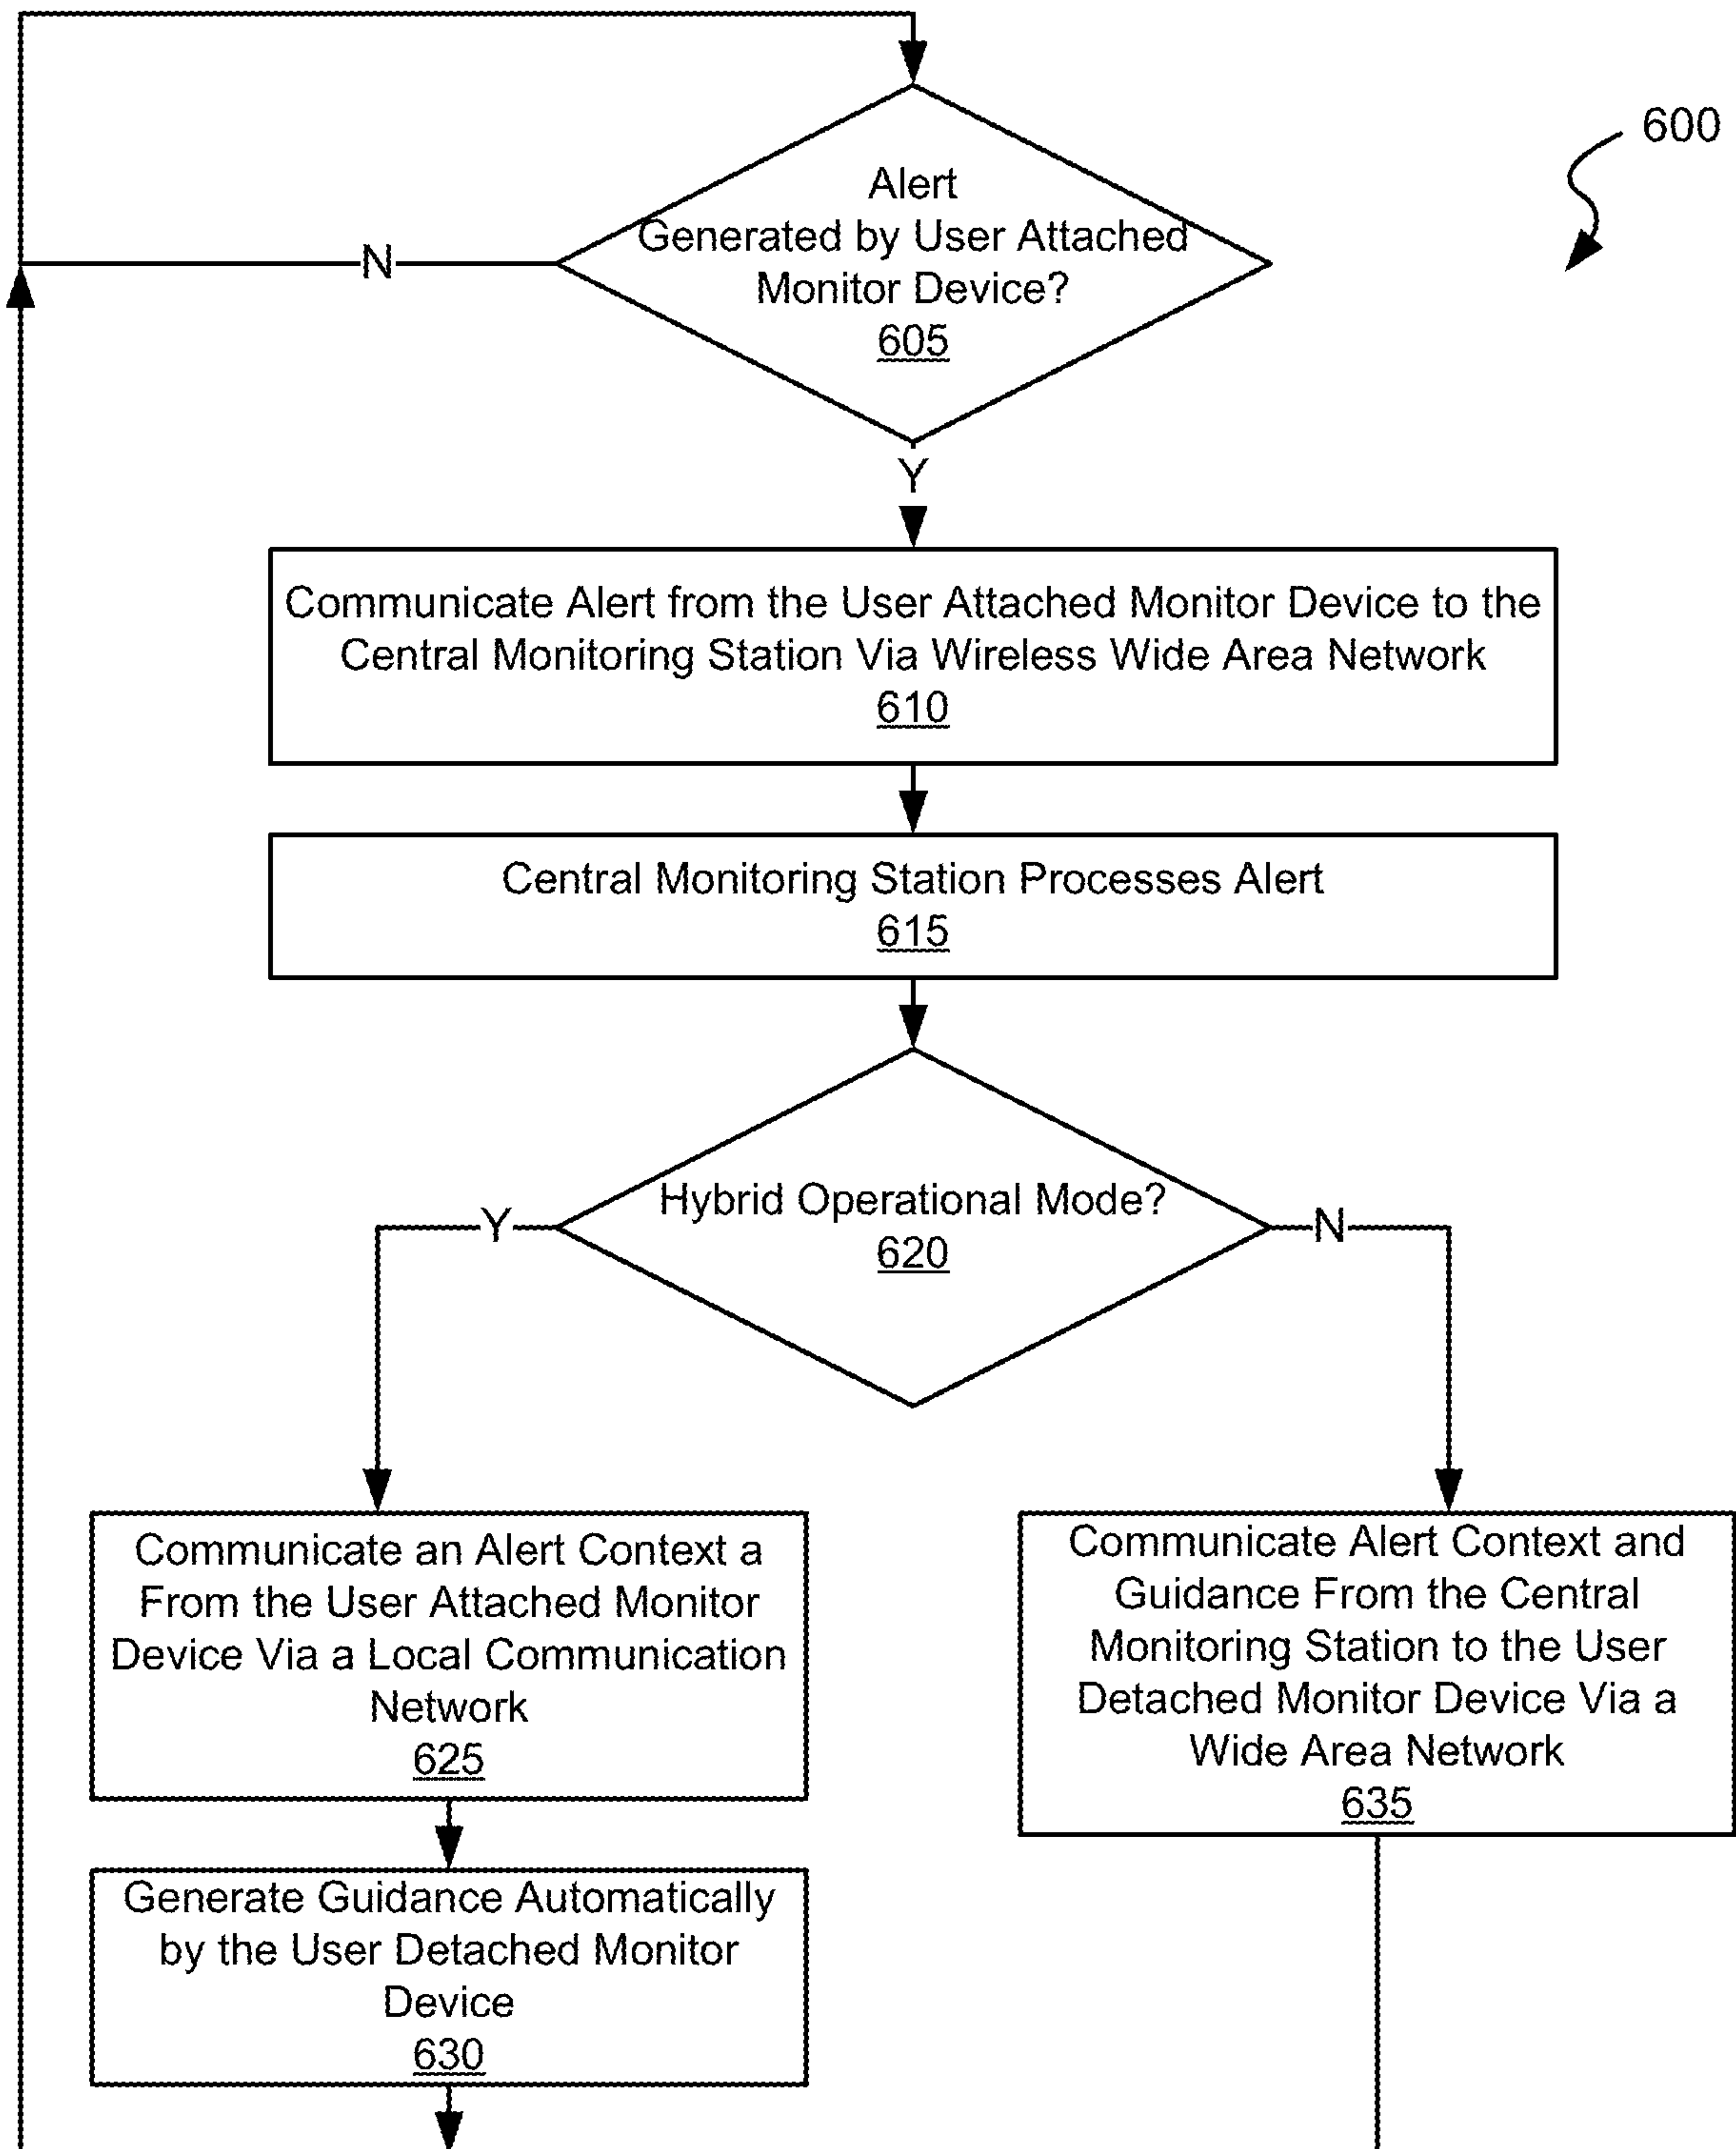 600
Alert
Generated by User Attached
Monitor Device?
605
N
Y
Communicate Alert from the User Attached Monitor Device to the
Central Monitoring Station Via Wireless Wide Area Network
610
Central Monitoring Station Processes Alert
615
Hybrid Operational Mode?
620
Y
N
Communicate an Alert Context a
From the User Attached Monitor
Device Via a Local Communication
Network
625
Communicate Alert Context and
Guidance From the Central
Monitoring Station to the User
Detached Monitor Device Via a
Wide Area Network
635
Generate Guidance Automatically
by the User Detached Monitor
Device
630